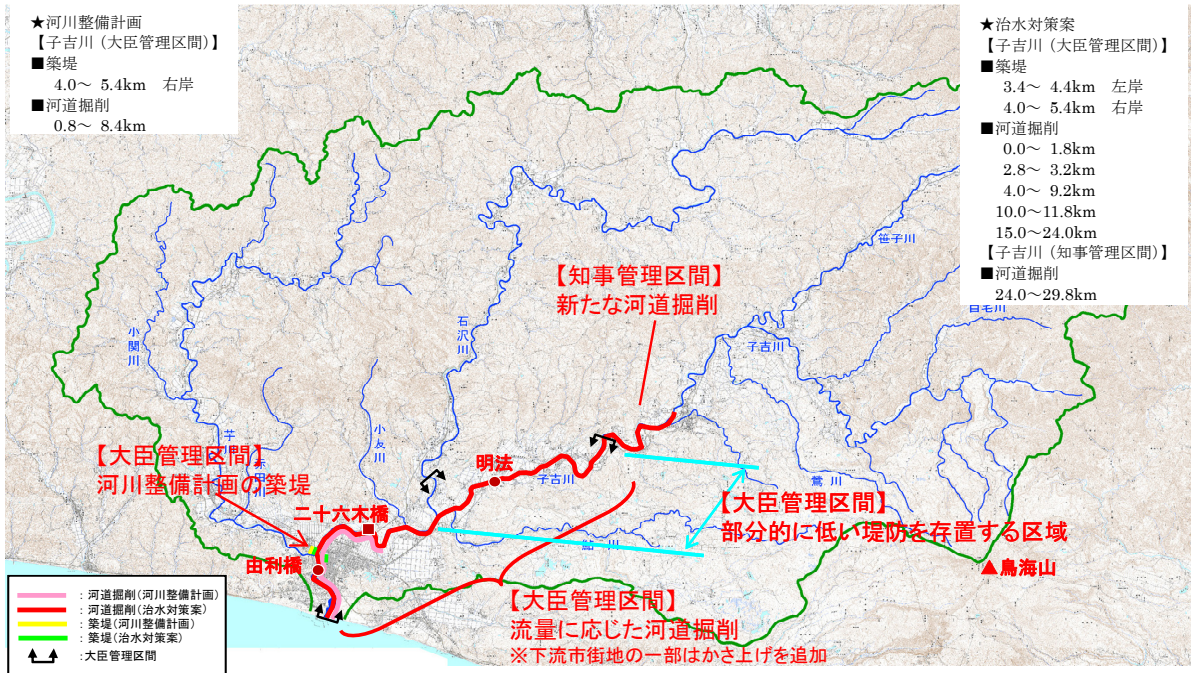 ★河川整備計画
【子吉川(大臣管理区間)】
■築堤
4.0～ 5.4km 右岸
■河道掘削
0.8～ 8.4km
★治水対策案
【子吉川(大臣管理区間)】
■築堤
3.4～ 4.4km 左岸
4.0～ 5.4km 右岸
■河道掘削
0.0～ 1.8km
2.8～ 3.2km
4.0～ 9.2km
10.0～11.8km
15.0～24.0km
【子吉川(知事管理区間)】
■河道掘削
24.0～29.8km
笹子川
【知事管理区間】
新たな河道掘削
石沢川
小関川
子吉川
小友川
芋川
【大臣管理区間】
河川整備計画の築堤
明法
子吉川
鶯川
【大臣管理区間】
部分的に低い堤防を存置する区域
二十六木橋
由利橋
鳥海山
【大臣管理区間】
流量に応じた河道掘削
※下流市街地の一部はかさ上げを追加
：河道掘削(河川整備計画)
：河道掘削(治水対策案)
：築堤(河川整備計画)
：築堤(治水対策案)
：大臣管理区間